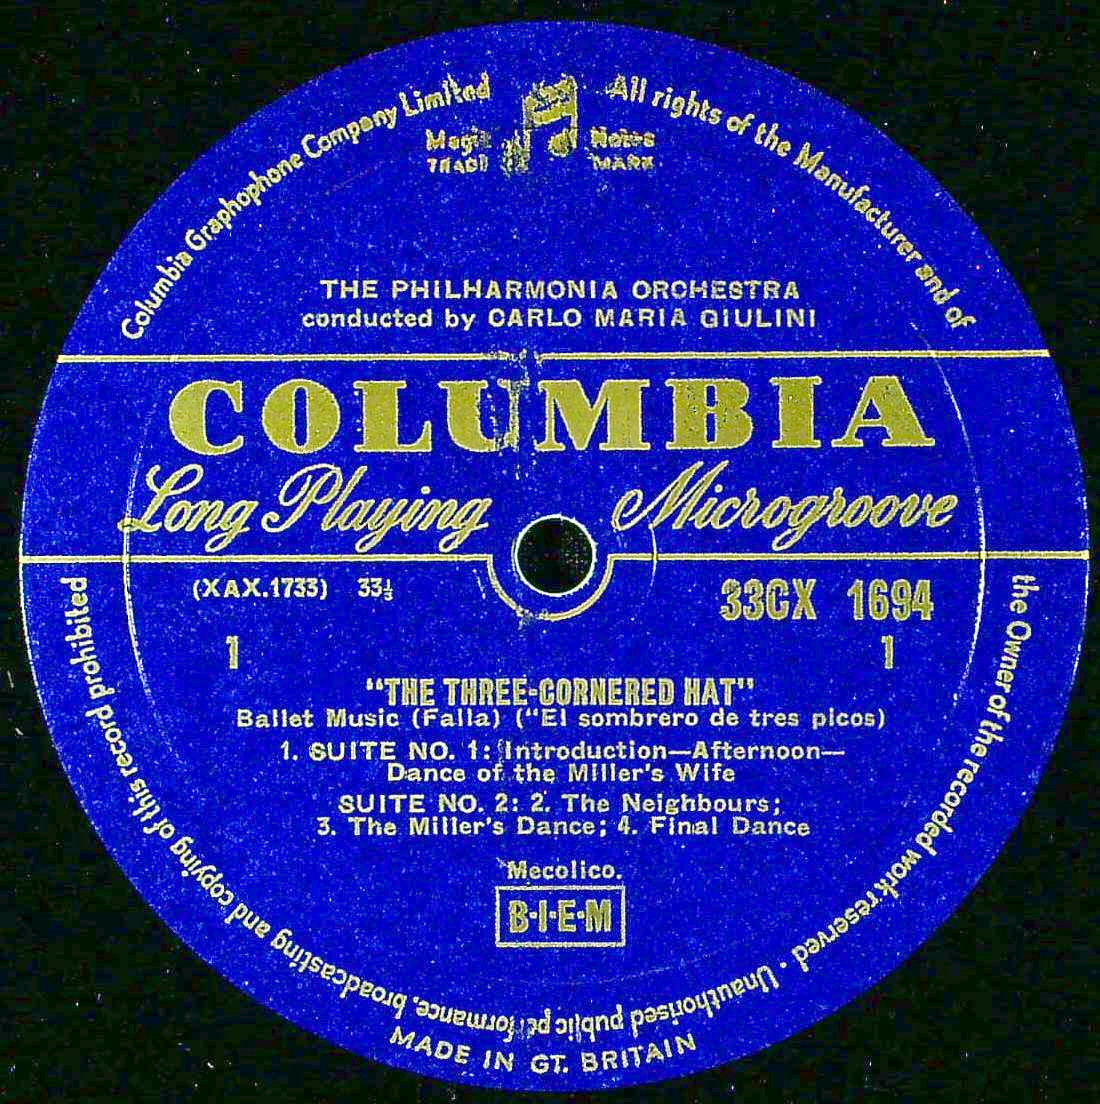 Columbia Graphophone Company Limited
All rights of the Manufacturer and of
the Owner of the recorded work reserved · Unauthorised public performance, broadcasting and copying of this record prohibited
Magic Notes
TRADE MARK
THE PHILHARMONIA ORCHESTRA
conducted by CARLO MARIA GIULINI
COLUMBIA
Long Playing Microgroove
(XAX.1733) 33⅓ 33CX 1694
1 1
"THE THREE-CORNERED HAT"
Ballet Music (Falla) ("El sombrero de tres picos)
1. SUITE NO. 1: Introduction—Afternoon—
Dance of the Miller's Wife
SUITE NO. 2: 2. The Neighbours;
3. The Miller's Dance; 4. Final Dance
Mecolico.
B·I·E·M
MADE IN GT. BRITAIN